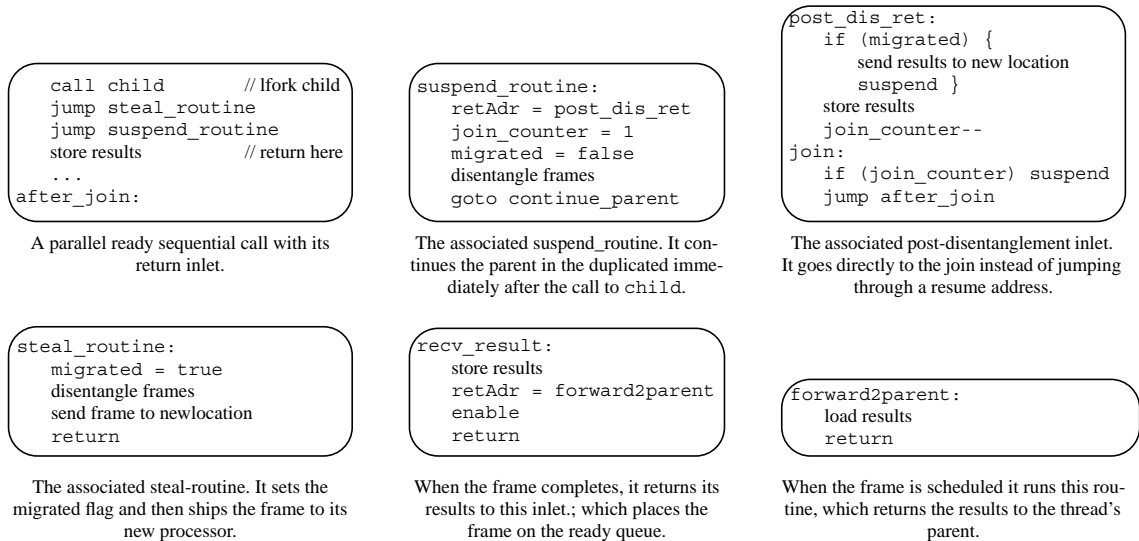 call child // lfork child
jump steal_routine
jump suspend_routine
store results // return here
...
after_join:
A parallel ready sequential call with its
return inlet.
suspend_routine:
retAdr = post_dis_ret
join_counter = 1
migrated = false
disentangle frames
goto continue_parent
The associated suspend_routine. It con-
tinues the parent in the duplicated imme-
diately after the call to child.
post_dis_ret:
if (migrated) {
send results to new location
suspend }
store results
join_counter--
join:
if (join_counter) suspend
jump after_join
The associated post-disentanglement inlet.
It goes directly to the join instead of jumping
through a resume address.
steal_routine:
migrated = true
disentangle frames
send frame to newlocation
return
The associated steal-routine. It sets the
migrated flag and then ships the frame to its
new processor.
recv_result:
store results
retAdr = forward2parent
enable
return
When the frame completes, it returns its
results to this inlet.; which places the
frame on the ready queue.
forward2parent:
load results
return
When the frame is scheduled it runs this rou-
tine, which returns the results to the thread's
parent.